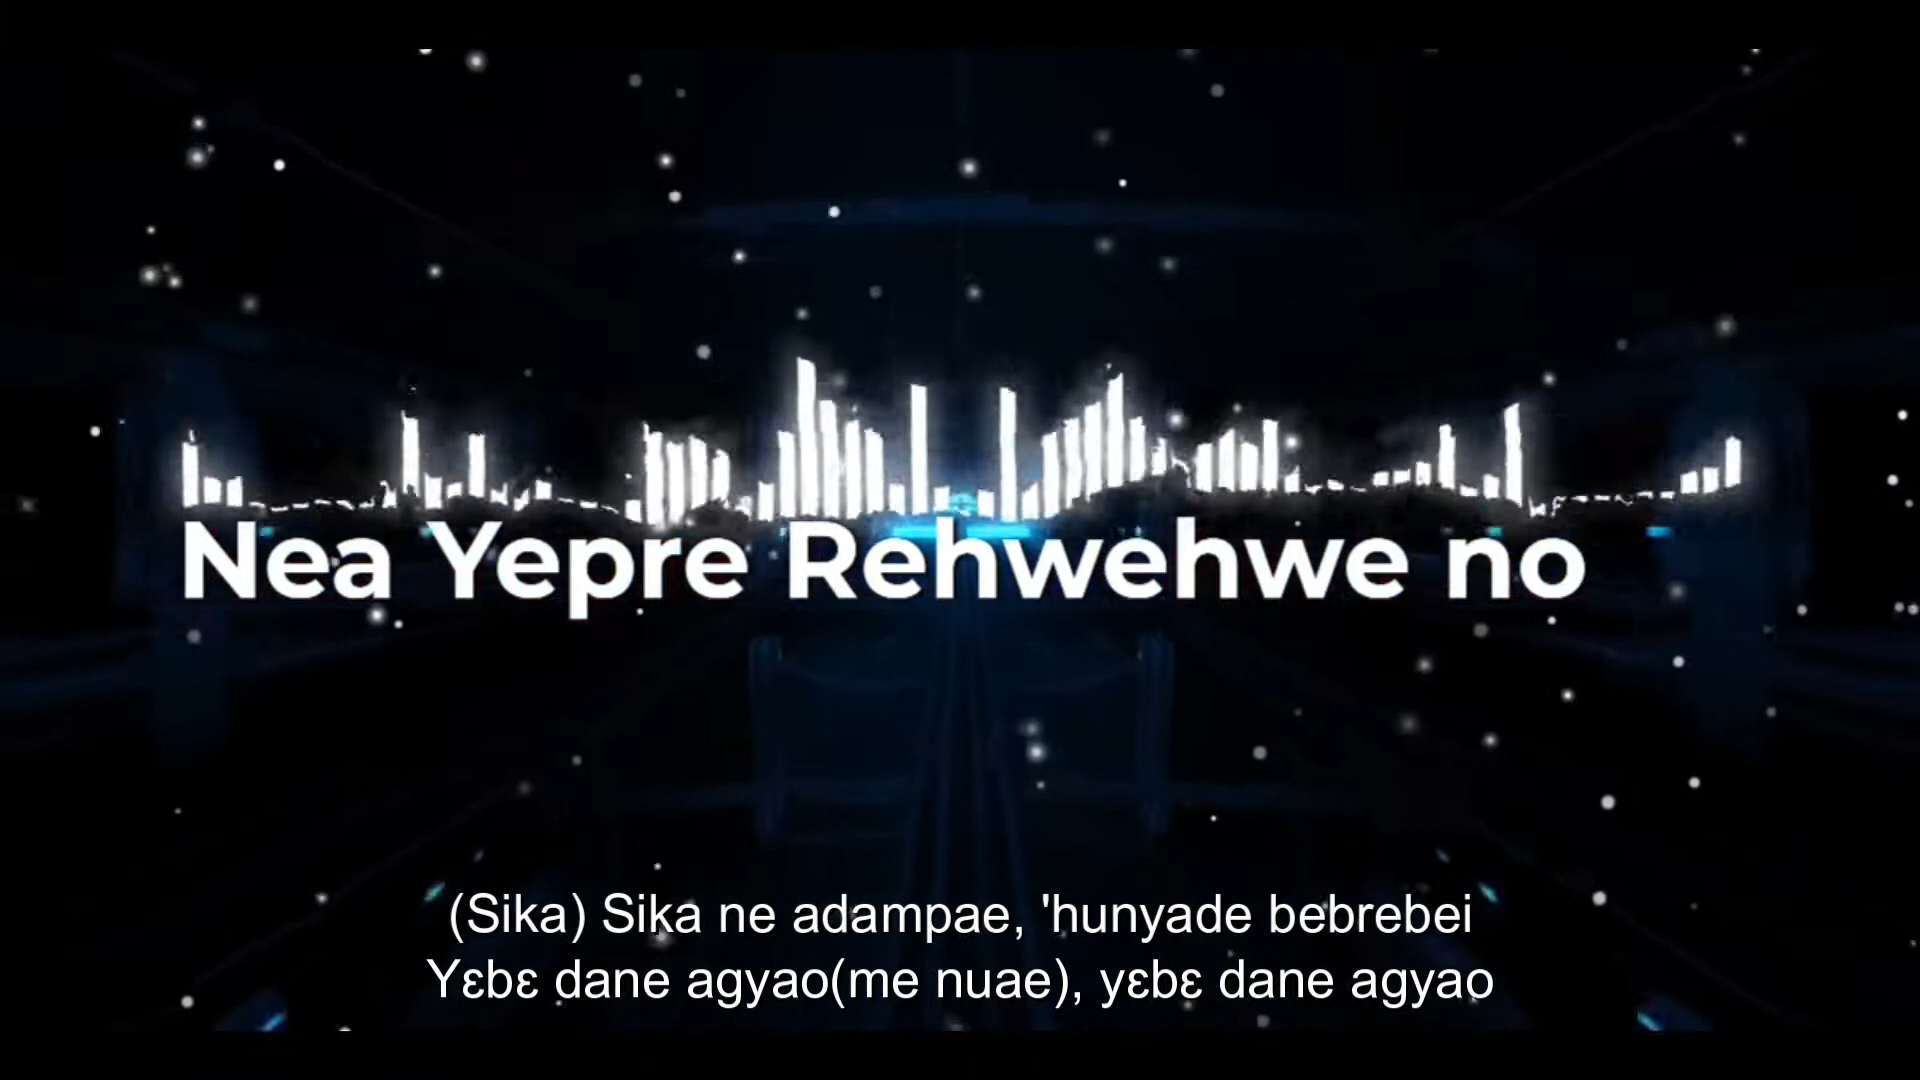 Nea Yepre Rehwehwe no
(Sika) Sika ne adampae, 'hunyade bebrebei
Yɛbɛ dane agyao(me nuae), yɛbɛ dane agyao